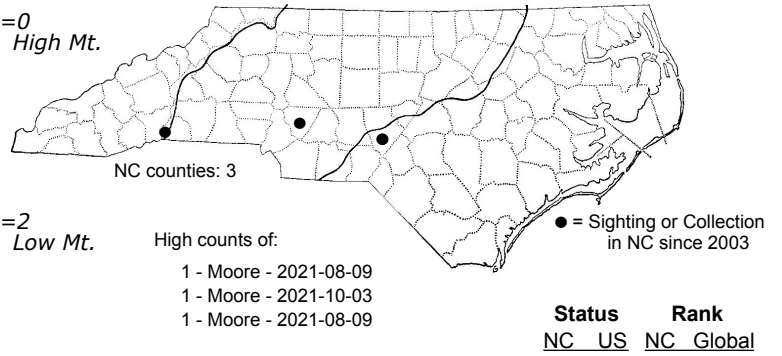 =0
High Mt.
NC counties: 3
=2
Low Mt.
High counts of:
1 - Moore - 2021-08-09
1 - Moore - 2021-10-03
1 - Moore - 2021-08-09
● = Sighting or Collection
in NC since 2003
Status Rank
NC US NC Global